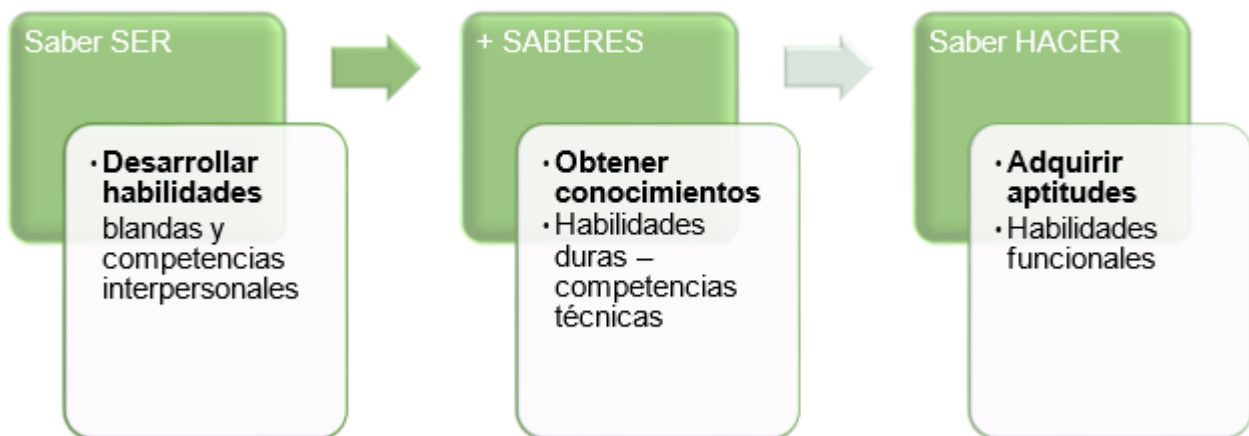 Saber SER
· Desarrollar
habilidades
blandas y
competencias
interpersonales
+ SABERES
· Obtener
conocimientos
· Habilidades
duras –
competencias
técnicas
Saber HACER
· Adquirir
aptitudes
· Habilidades
funcionales